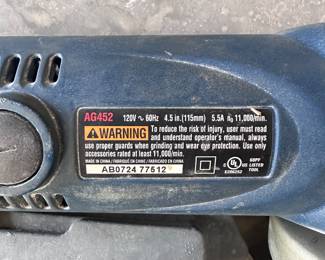 AG452 120V ~ 60Hz 4.5 in.(115mm) 5.5A n₀ 11,000/min.
WARNING To reduce the risk of injury, user must read
and understand operator's manual, always
use proper guards when grinding and wear eye protection. Use only
accessories rated at least 11,000/min.
MADE IN CHINA / FABRIQUÉ EN CHINE / FABRICADO EN CHINA
AB0724 77512
UL US
LISTED
TOOL